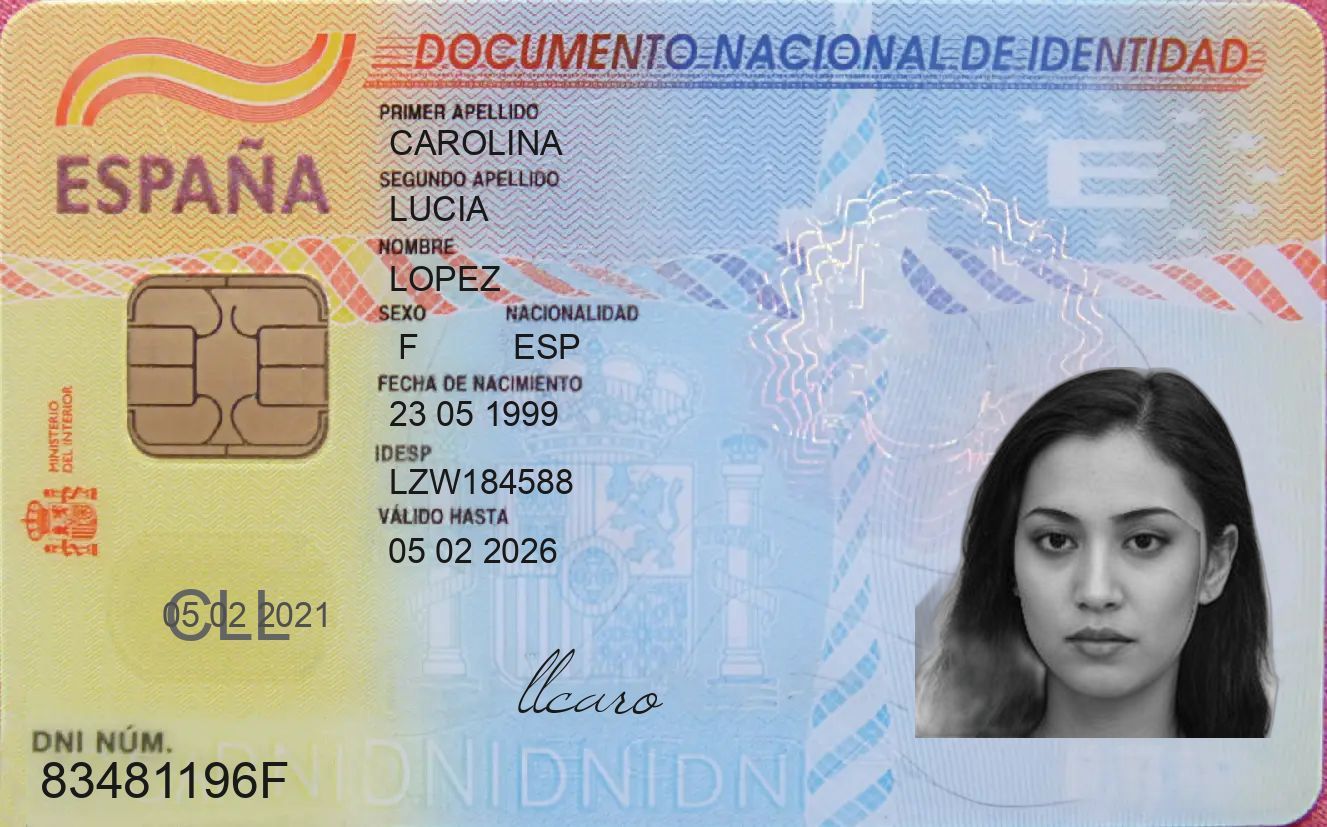 DOCUMENTO NACIONAL DE IDENTIDAD
ESPAÑA
PRIMER APELLIDO
CAROLINA
SEGUNDO APELLIDO
LUCIA
NOMBRE
LOPEZ
SEXO NACIONALIDAD
F ESP
FECHA DE NACIMIENTO
23 05 1999
IDESP
LZW184588
VÁLIDO HASTA
05 02 2026
MINISTERIO
DEL INTERIOR
E
CLL
05 02 2021
llcaro
DNI NÚM.
83481196F
DNIDNIDNIDNI